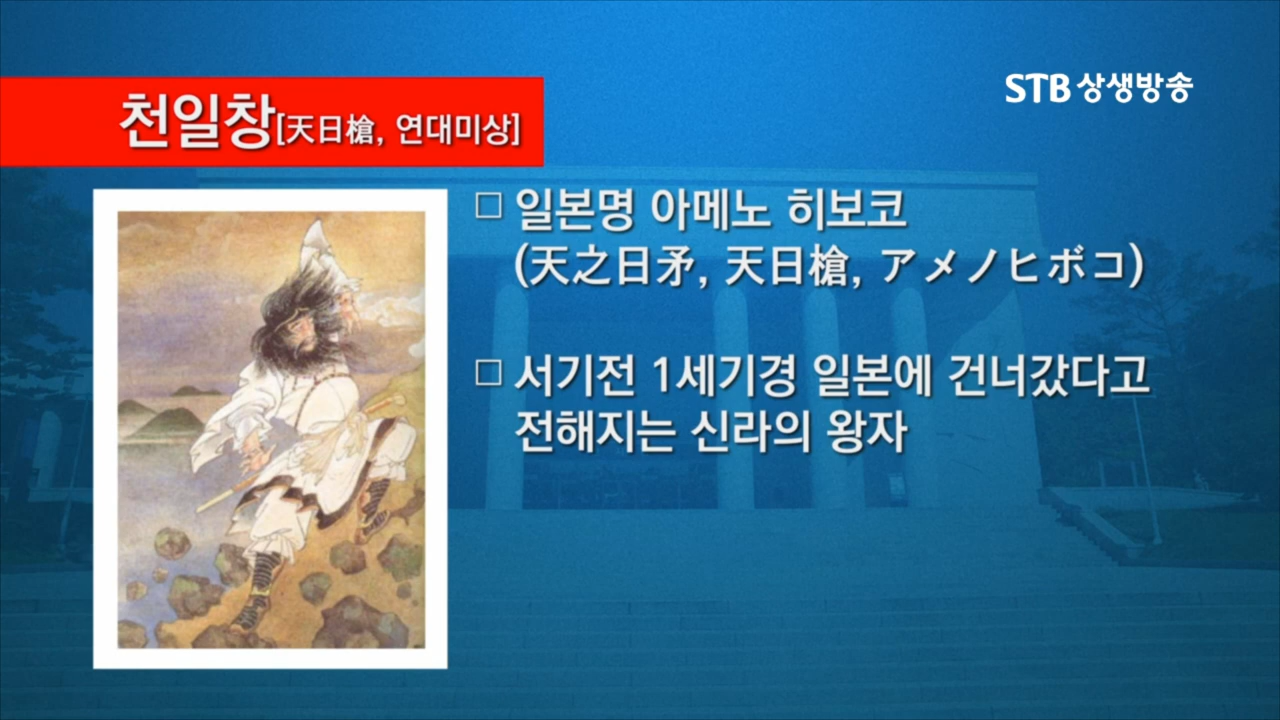 STB 상생방송
천일창[天日槍, 연대미상]
□ 일본명 아메노 히보코
(天之日矛, 天日槍, アメノヒボコ)
□ 서기전 1세기경 일본에 건너갔다고
전해지는 신라의 왕자